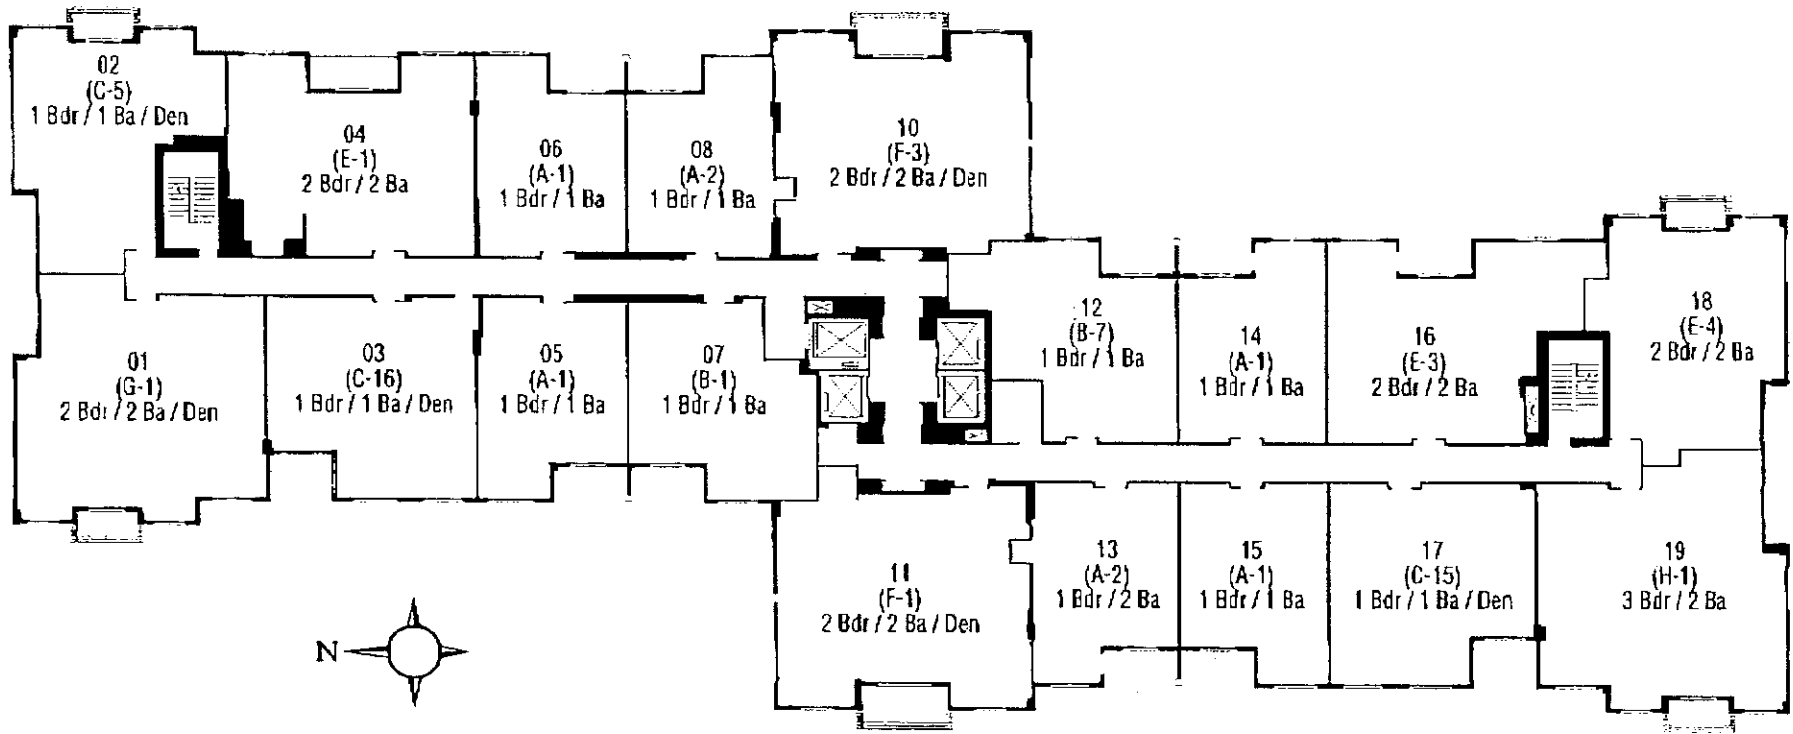 02
(C-5)
1 Bdr / 1 Ba / Den
04
(E-1)
2 Bdr / 2 Ba
06
(A-1)
1 Bdr / 1 Ba
08
(A-2)
1 Bdr / 1 Ba
10
(F-3)
2 Bdr / 2 Ba / Den
01
(G-1)
2 Bdr / 2 Ba / Den
03
(C-16)
1 Bdr / 1 Ba / Den
05
(A-1)
1 Bdr / 1 Ba
07
(B-1)
1 Bdr / 1 Ba
12
(B-7)
1 Bdr / 1 Ba
14
(A-1)
1 Bdr / 1 Ba
16
(E-3)
2 Bdr / 2 Ba
18
(E-4)
2 Bdr / 2 Ba
11
(F-1)
2 Bdr / 2 Ba / Den
13
(A-2)
1 Bdr / 2 Ba
15
(A-1)
1 Bdr / 1 Ba
17
(C-15)
1 Bdr / 1 Ba / Den
19
(H-1)
3 Bdr / 2 Ba
N